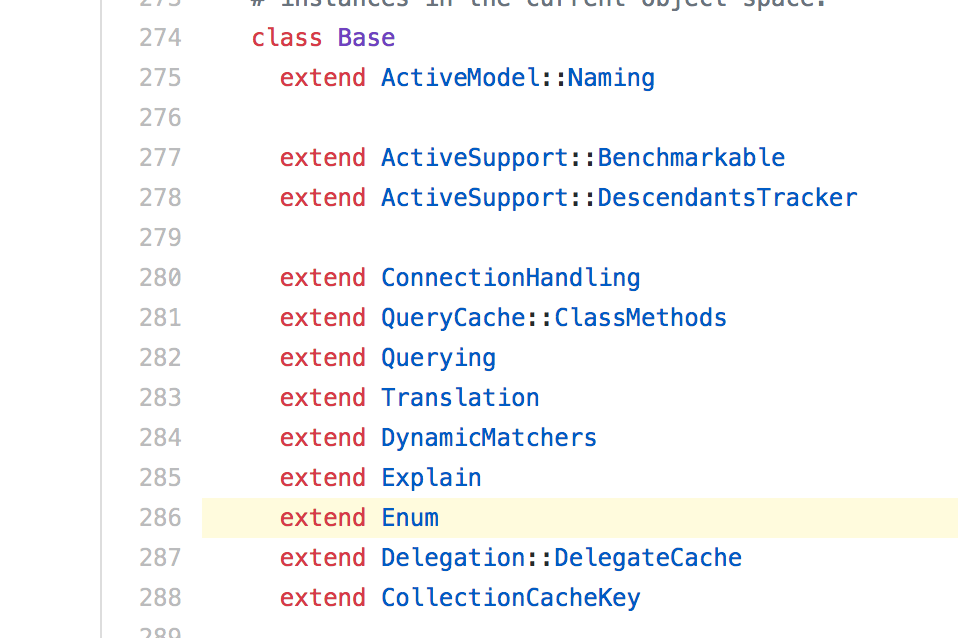 273 # instances in the current object space.
274 class Base
275 extend ActiveModel::Naming
276
277 extend ActiveSupport::Benchmarkable
278 extend ActiveSupport::DescendantsTracker
279
280 extend ConnectionHandling
281 extend QueryCache::ClassMethods
282 extend Querying
283 extend Translation
284 extend DynamicMatchers
285 extend Explain
286 extend Enum
287 extend Delegation::DelegateCache
288 extend CollectionCacheKey
289